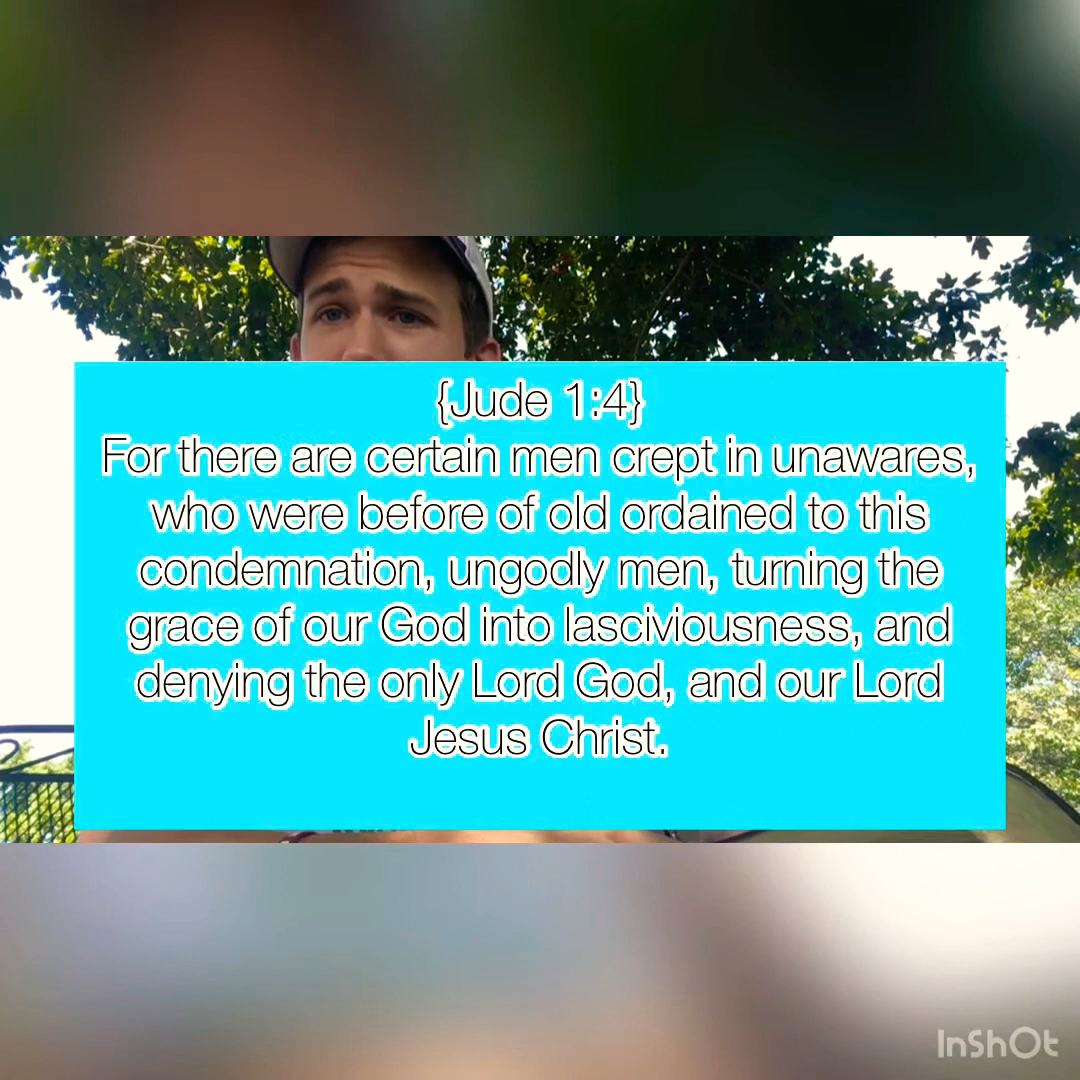 {Jude 1:4}
For there are certain men crept in unawares,
who were before of old ordained to this
condemnation, ungodly men, turning the
grace of our God into lasciviousness, and
denying the only Lord God, and our Lord
Jesus Christ.
InShOt